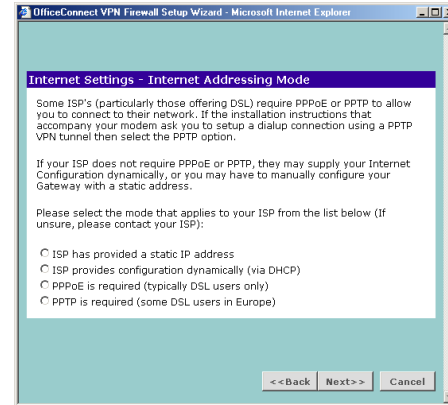 OfficeConnect VPN Firewall Setup Wizard - Microsoft Internet Explorer
Internet Settings - Internet Addressing Mode
Some ISP's (particularly those offering DSL) require PPPoE or PPTP to allow
you to connect to their network. If the installation instructions that
accompany your modem ask you to setup a dialup connection using a PPTP
VPN tunnel then select the PPTP option.
If your ISP does not require PPPoE or PPTP, they may supply your Internet
Configuration dynamically, or you may have to manually configure your
Gateway with a static address.
Please select the mode that applies to your ISP from the list below (If
unsure, please contact your ISP):
ISP has provided a static IP address
ISP provides configuration dynamically (via DHCP)
PPPoE is required (typically DSL users only)
PPTP is required (some DSL users in Europe)
<<Back Next>> Cancel